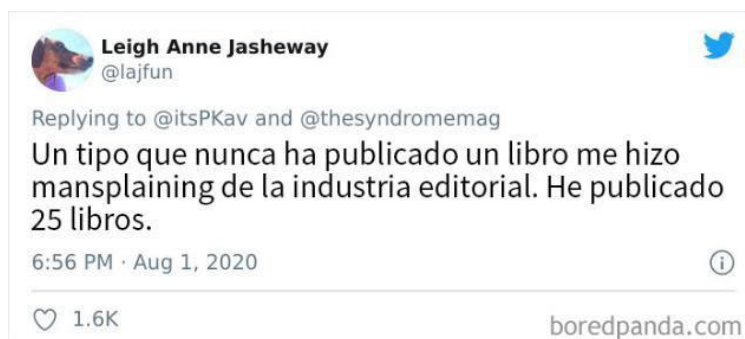 Leigh Anne Jasheway
@lajfun
Replying to @itsPKav and @thesyndromemag
Un tipo que nunca ha publicado un libro me hizo
mansplaining de la industria editorial. He publicado
25 libros.
6:56 PM · Aug 1, 2020
1.6K
boredpanda.com